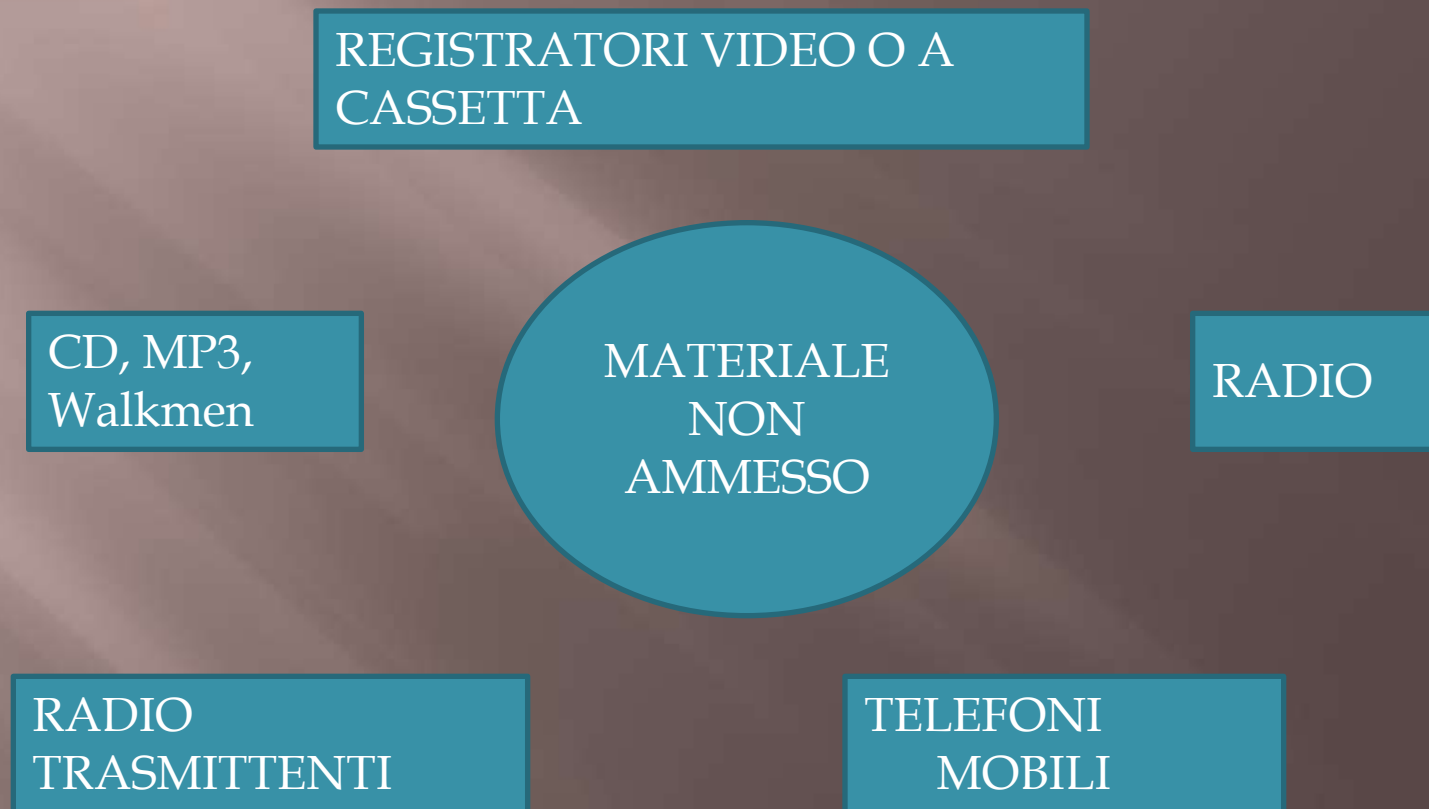 REGISTRATORI VIDEO O A
CASSETTA
CD, MP3,
Walkmen
MATERIALE
NON
AMMESSO
RADIO
RADIO
TRASMITTENTI
TELEFONI
MOBILI